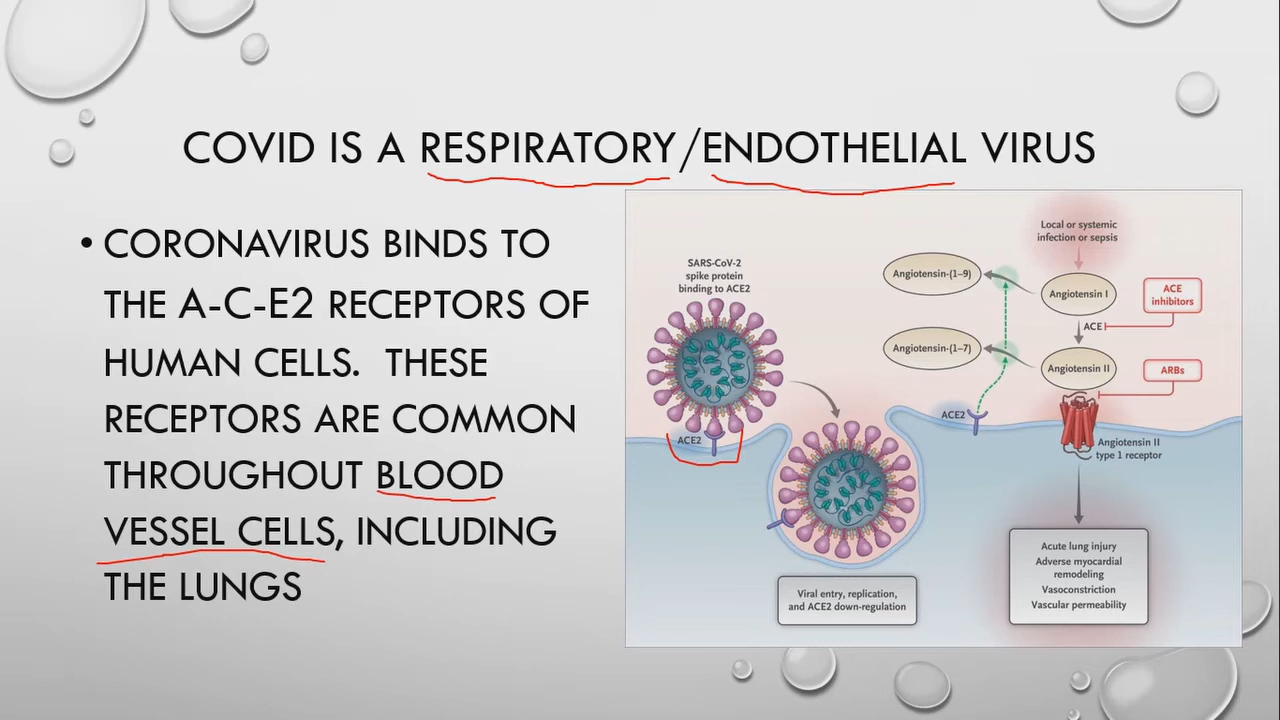 COVID IS A RESPIRATORY/ENDOTHELIAL VIRUS
• CORONAVIRUS BINDS TO
THE A-C-E2 RECEPTORS OF
HUMAN CELLS. THESE
RECEPTORS ARE COMMON
THROUGHOUT BLOOD
VESSEL CELLS, INCLUDING
THE LUNGS
SARS-CoV-2
spike protein
binding to ACE2
ACE2
Viral entry, replication,
and ACE2 down-regulation
Local or systemic
infection or sepsis
Angiotensin-(1–9)
Angiotensin I
ACE
inhibitors
ACE
Angiotensin-(1–7)
Angiotensin II
ARBs
ACE2
Angiotensin II
type 1 receptor
Acute lung injury
Adverse myocardial
remodeling
Vasoconstriction
Vascular permeability